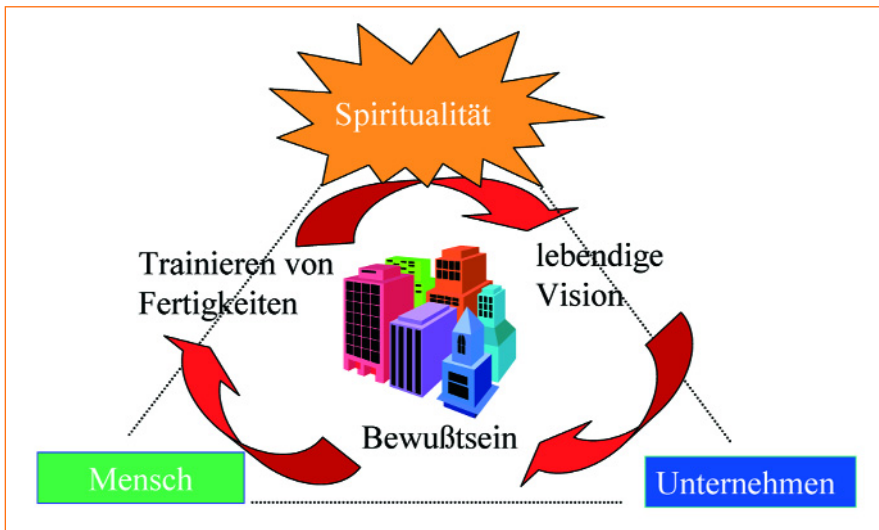 Spiritualität
Trainieren von
Fertigkeiten
lebendige
Vision
Bewußtsein
Mensch
Unternehmen